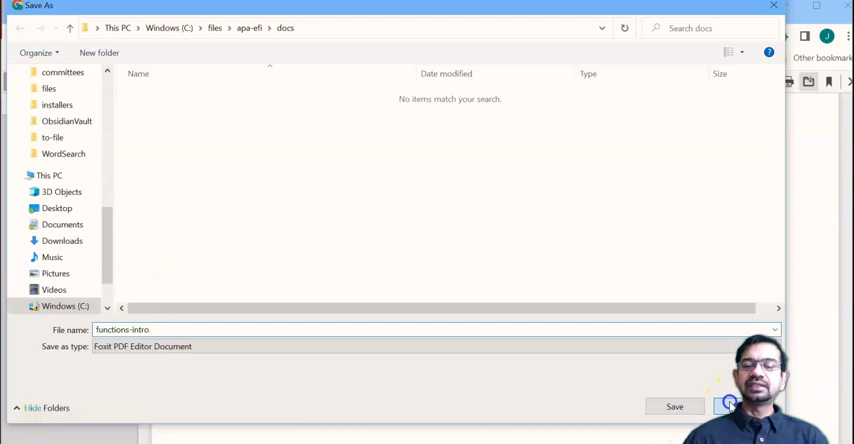 Save As
This PC
Windows (C:)
files
apa-efi
docs
Search docs
J
Organize
New folder
?
Other bookmark
Name
Date modified
Type
Size
No items match your search.
committees
files
installers
ObsidianVault
to-file
WordSearch
This PC
3D Objects
Desktop
Documents
Downloads
Music
Pictures
Videos
Windows (C:)
File name:
functions-intro
Save as type:
Foxit PDF Editor Document
Hide Folders
Save